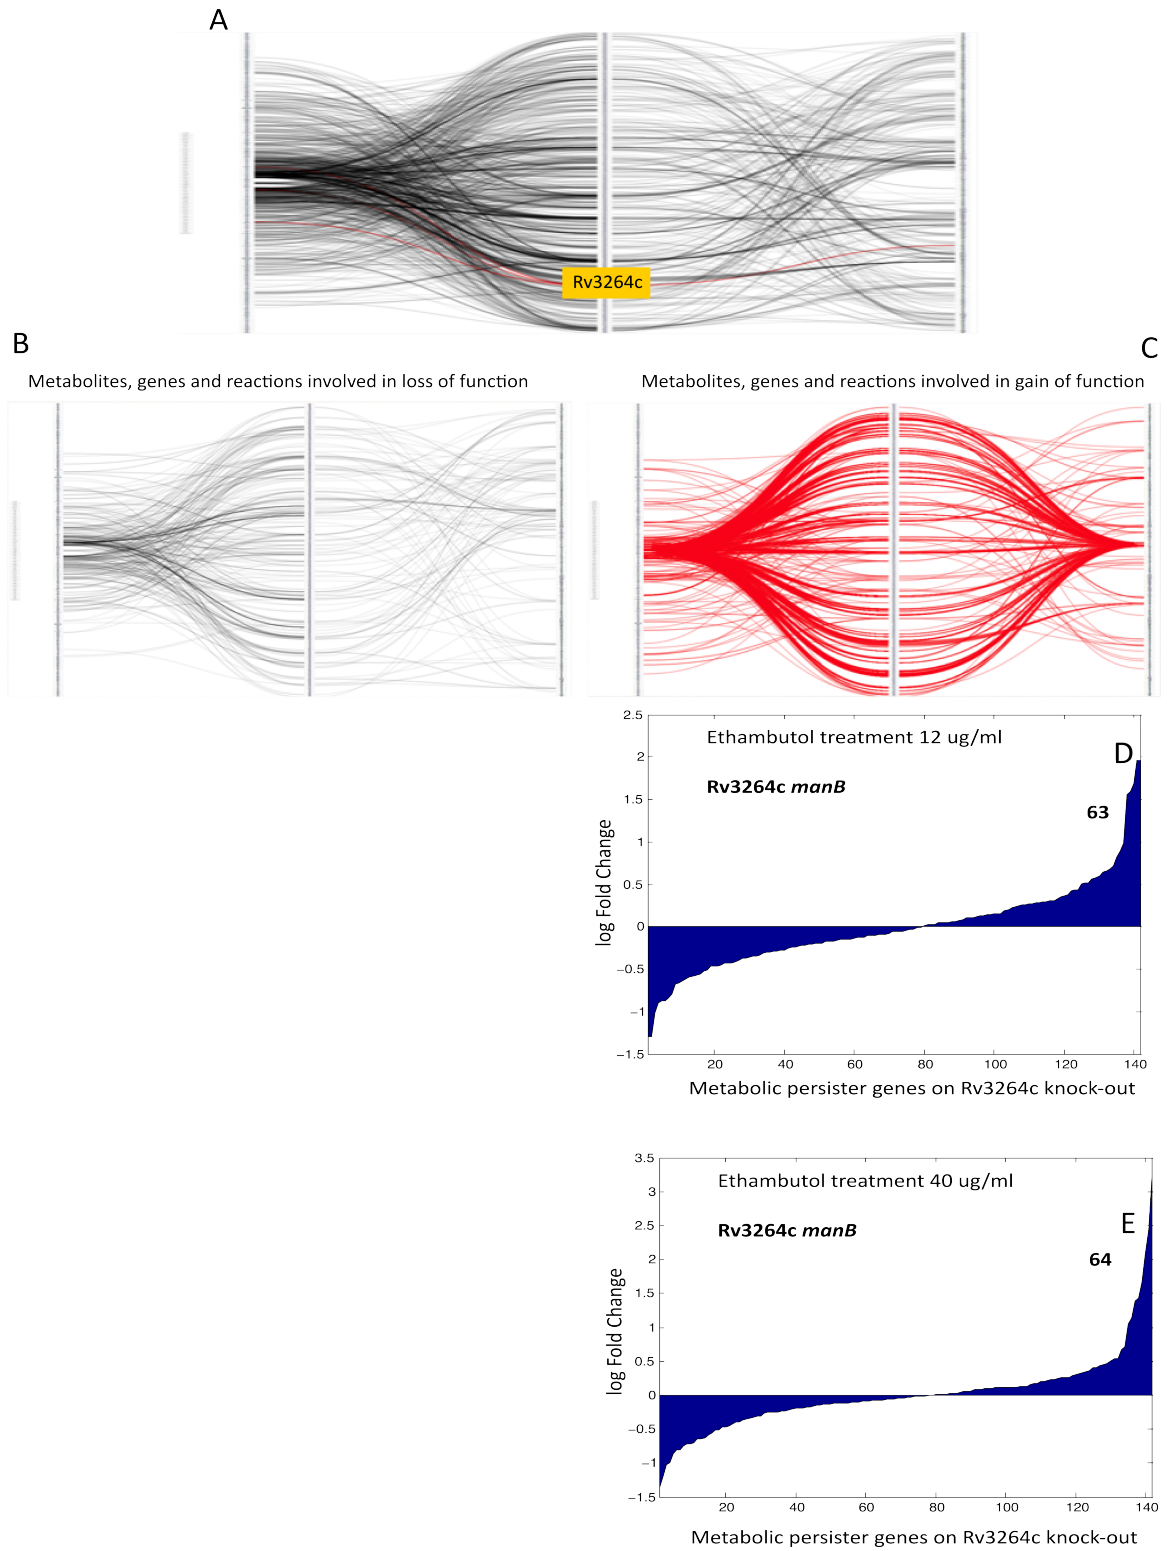 A
Rv3264c
B
C
Metabolites, genes and reactions involved in loss of function
Metabolites, genes and reactions involved in gain of function
2.5
2
1.5
1
0.5
0
−0.5
−1
−1.5
log Fold Change
Ethambutol treatment 12 ug/ml
D
Rv3264c manB
63
20 40 60 80 100 120 140
Metabolic persister genes on Rv3264c knock-out
3.5
3
2.5
2
1.5
1
0.5
0
−0.5
−1
−1.5
log Fold Change
Ethambutol treatment 40 ug/ml
E
Rv3264c manB
64
20 40 60 80 100 120 140
Metabolic persister genes on Rv3264c knock-out